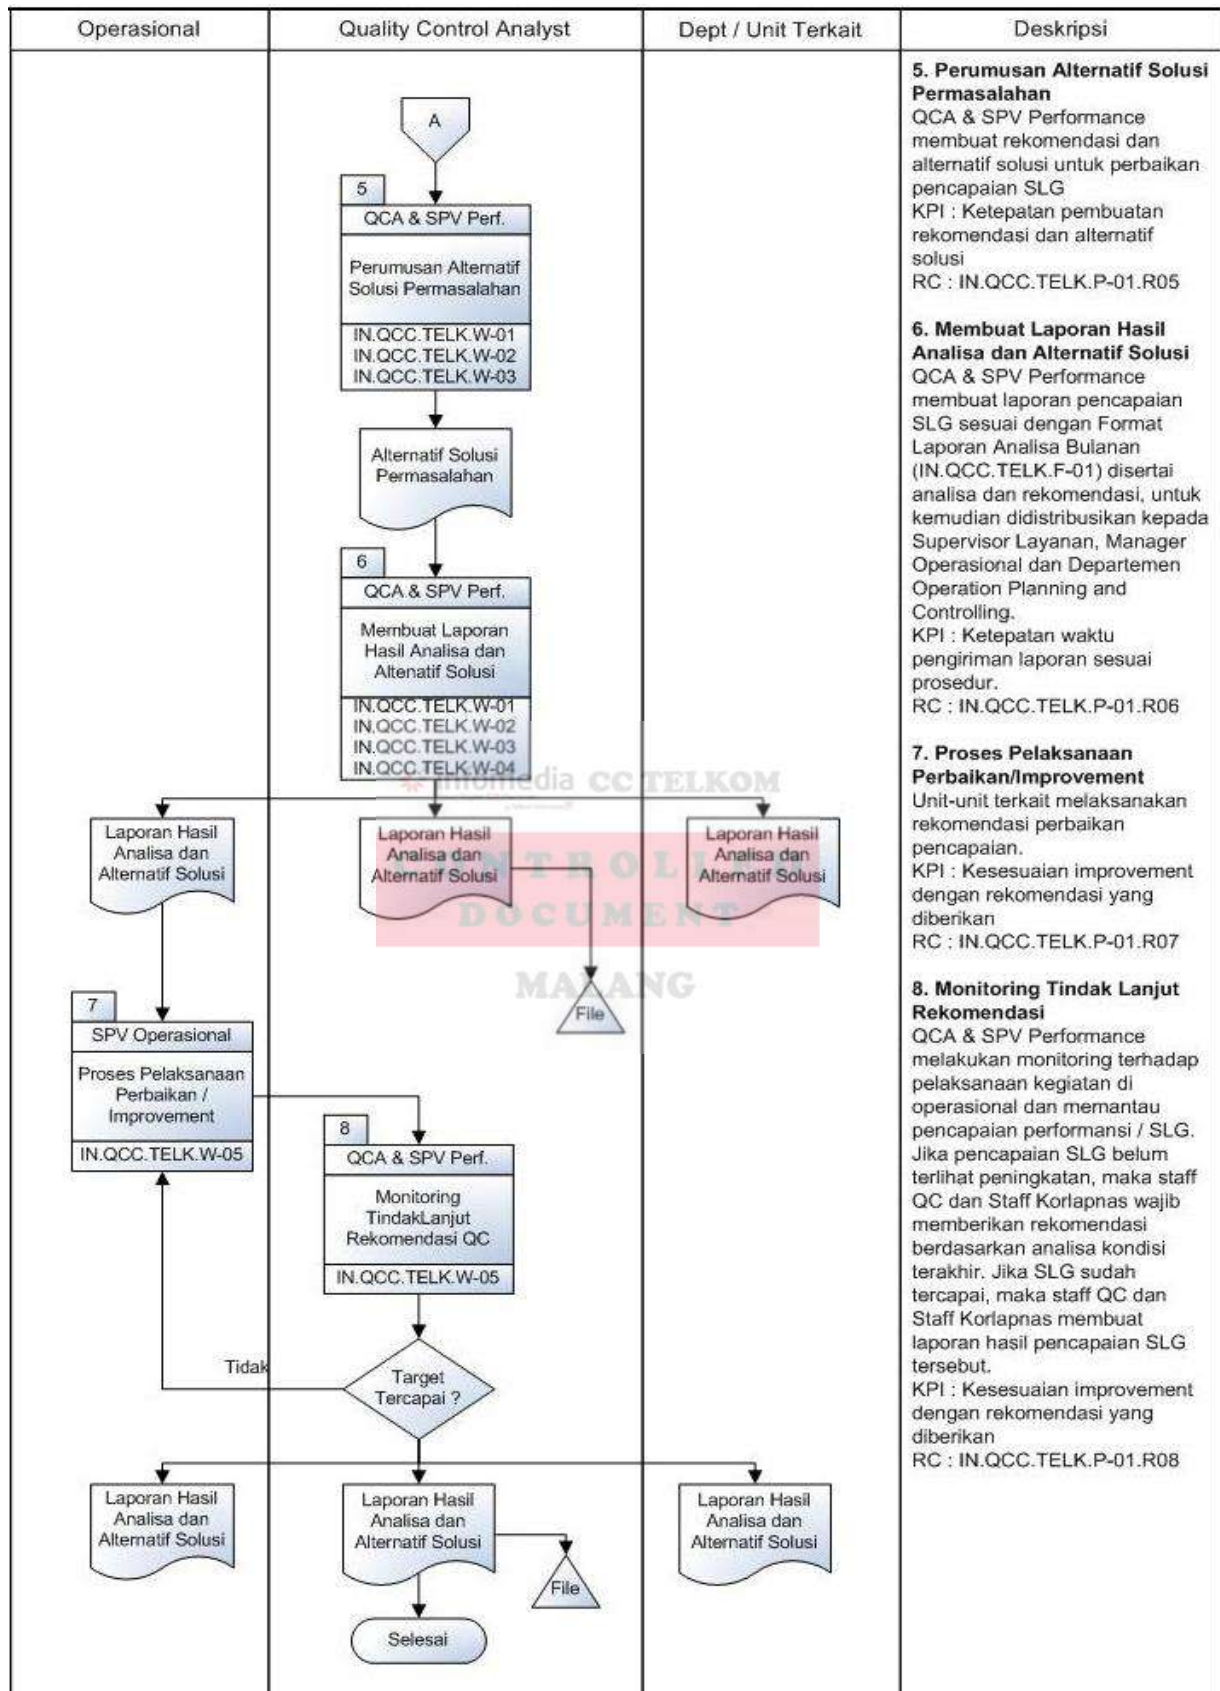 Operasional
Quality Control Analyst
Dept / Unit Terkait
Deskripsi
A
5
QCA & SPV Perf.
Perumusan Alternatif
Solusi Permasalahan
IN.QCC.TELK.W-01
IN.QCC.TELK.W-02
IN.QCC.TELK.W-03
Alternatif Solusi
Permasalahan
6
QCA & SPV Perf.
Membuat Laporan
Hasil Analisa dan
Altenatif Solusi
IN.QCC.TELK.W-01
IN.QCC.TELK.W-02
IN.QCC.TELK.W-03
IN.QCC.TELK.W-04
infomedia CC TELKOM
Laporan Hasil
Analisa dan
Alternatif Solusi
Laporan Hasil
Analisa dan
Alternatif Solusi
Laporan Hasil
Analisa dan
Alternatif Solusi
CONTROLLED
DOCUMENT
MALANG
File
7
SPV Operasional
Proses Pelaksanaan
Perbaikan /
Improvement
IN.QCC.TELK.W-05
8
QCA & SPV Perf.
Monitoring
TindakLanjut
Rekomendasi QC
IN.QCC.TELK.W-05
Target
Tercapai ?
Tidak
Laporan Hasil
Analisa dan
Alternatif Solusi
Laporan Hasil
Analisa dan
Alternatif Solusi
Laporan Hasil
Analisa dan
Alternatif Solusi
File
Selesai
5. Perumusan Alternatif Solusi
Permasalahan
QCA & SPV Performance
membuat rekomendasi dan
alternatif solusi untuk perbaikan
pencapaian SLG
KPI : Ketepatan pembuatan
rekomendasi dan alternatif
solusi
RC : IN.QCC.TELK.P-01.R05
6. Membuat Laporan Hasil
Analisa dan Alternatif Solusi
QCA & SPV Performance
membuat laporan pencapaian
SLG sesuai dengan Format
Laporan Analisa Bulanan
(IN.QCC.TELK.F-01) disertai
analisa dan rekomendasi, untuk
kemudian didistribusikan kepada
Supervisor Layanan, Manager
Operasional dan Departemen
Operation Planning and
Controlling.
KPI : Ketepatan waktu
pengiriman laporan sesuai
prosedur.
RC : IN.QCC.TELK.P-01.R06
7. Proses Pelaksanaan
Perbaikan/Improvement
Unit-unit terkait melaksanakan
rekomendasi perbaikan
pencapaian.
KPI : Kesesuaian improvement
dengan rekomendasi yang
diberikan
RC : IN.QCC.TELK.P-01.R07
8. Monitoring Tindak Lanjut
Rekomendasi
QCA & SPV Performance
melakukan monitoring terhadap
pelaksanaan kegiatan di
operasional dan memantau
pencapaian performansi / SLG.
Jika pencapaian SLG belum
terlihat peningkatan, maka staff
QC dan Staff Korlapnas wajib
memberikan rekomendasi
berdasarkan analisa kondisi
terakhir. Jika SLG sudah
tercapai, maka staff QC dan
Staff Korlapnas membuat
laporan hasil pencapaian SLG
tersebut.
KPI : Kesesuaian improvement
dengan rekomendasi yang
diberikan
RC : IN.QCC.TELK.P-01.R08